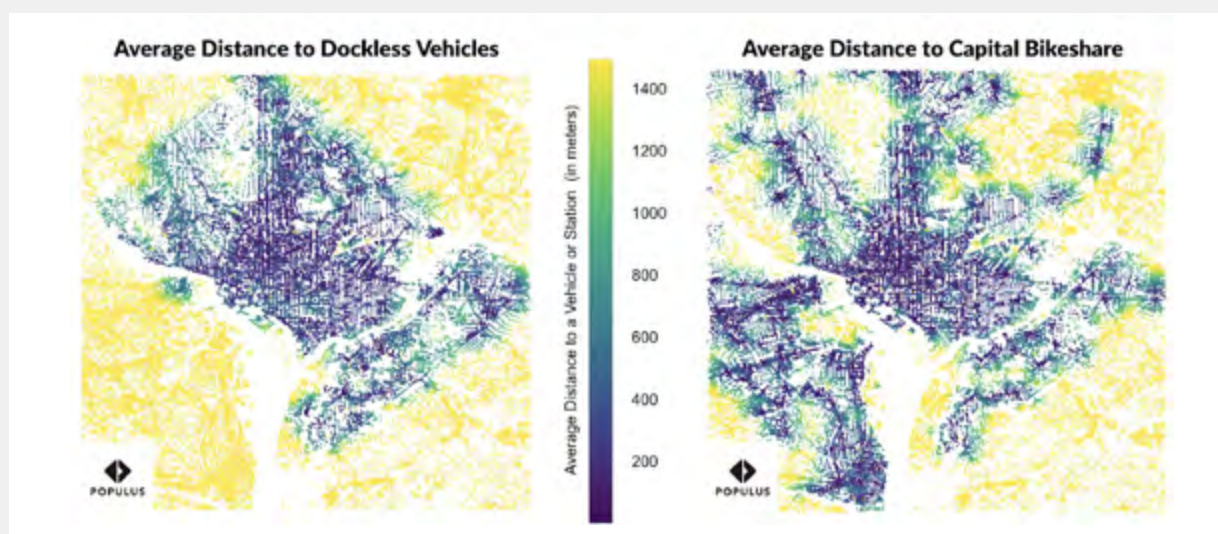 Average Distance to Dockless Vehicles
Average Distance to Capital Bikeshare
Average Distance to a Vehicle or Station (in meters)
1400
1200
1000
800
600
400
200
POPULUS
POPULUS